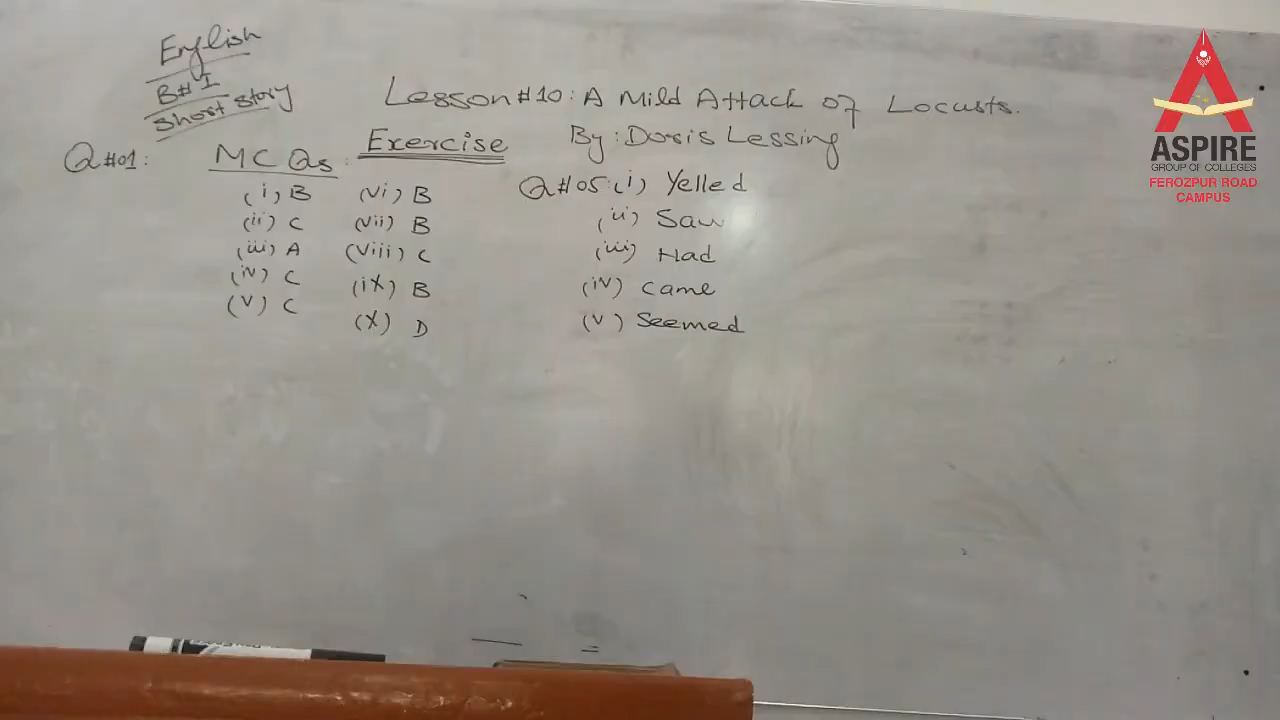 English
B#I
Short story
Lesson #10: A Mild Attack of Locusts.
Exercise
By: Doris Lessing
Q#01: MCQs:
(i) B
(ii) C
(iii) A
(iv) C
(v) C
(vi) B
(vii) B
(viii) C
(ix) B
(x) D
Q#05: (i) Yelled
(ii) Saw
(iii) Had
(iv) Came
(v) Seemed
ASPIRE
GROUP OF COLLEGES
FEROZPUR ROAD
CAMPUS